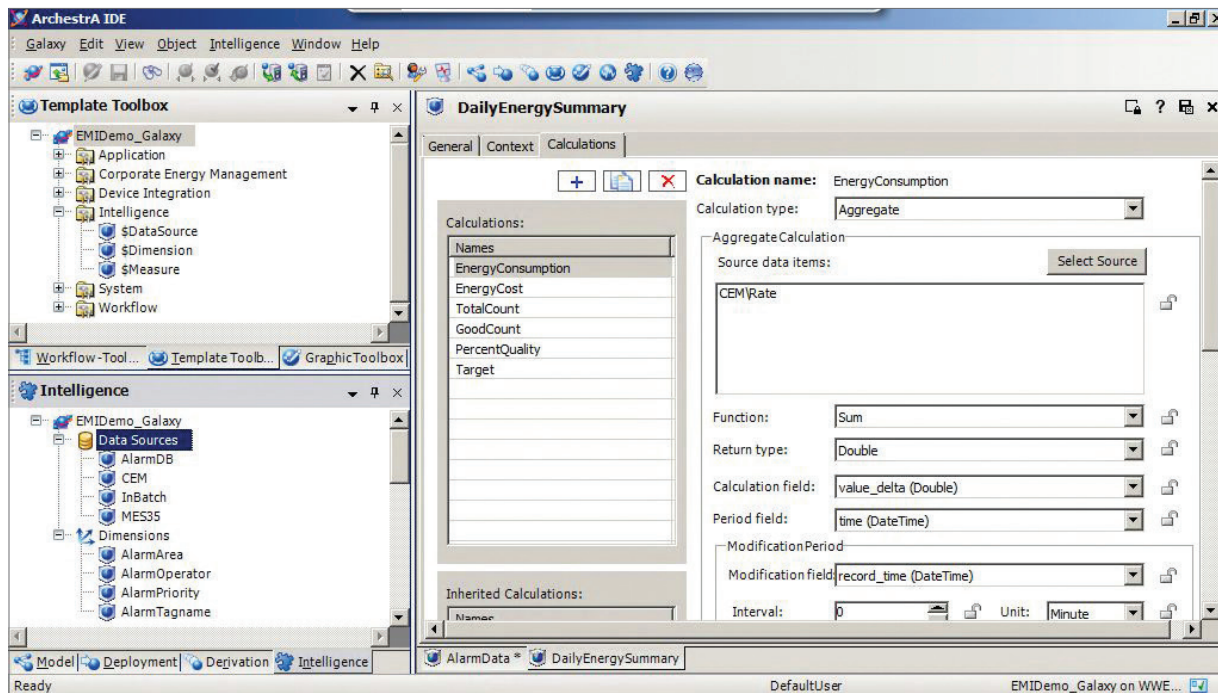 ArchestrA IDE
Galaxy Edit View Object Intelligence Window Help
Template Toolbox
EMIDemo_Galaxy
Application
Corporate Energy Management
Device Integration
Intelligence
$DataSource
$Dimension
$Measure
System
Workflow
Workflow-Tool... Template Toolb... GraphicToolbox
Intelligence
EMIDemo_Galaxy
Data Sources
AlarmDB
CEM
InBatch
MES35
Dimensions
AlarmArea
AlarmOperator
AlarmPriority
AlarmTagname
Model Deployment Derivation Intelligence
DailyEnergySummary
General Context Calculations
Calculations:
Names
EnergyConsumption
EnergyCost
TotalCount
GoodCount
PercentQuality
Target
Inherited Calculations:
Names
Calculation name: EnergyConsumption
Calculation type: Aggregate
Aggregate Calculation
Source data items: Select Source
CEM\Rate
Function: Sum
Return type: Double
Calculation field: value_delta (Double)
Period field: time (DateTime)
Modification Period
Modification field: record_time (DateTime)
Interval: 0 Unit: Minute
AlarmData * DailyEnergySummary
Ready DefaultUser EMIDemo_Galaxy on WWE...